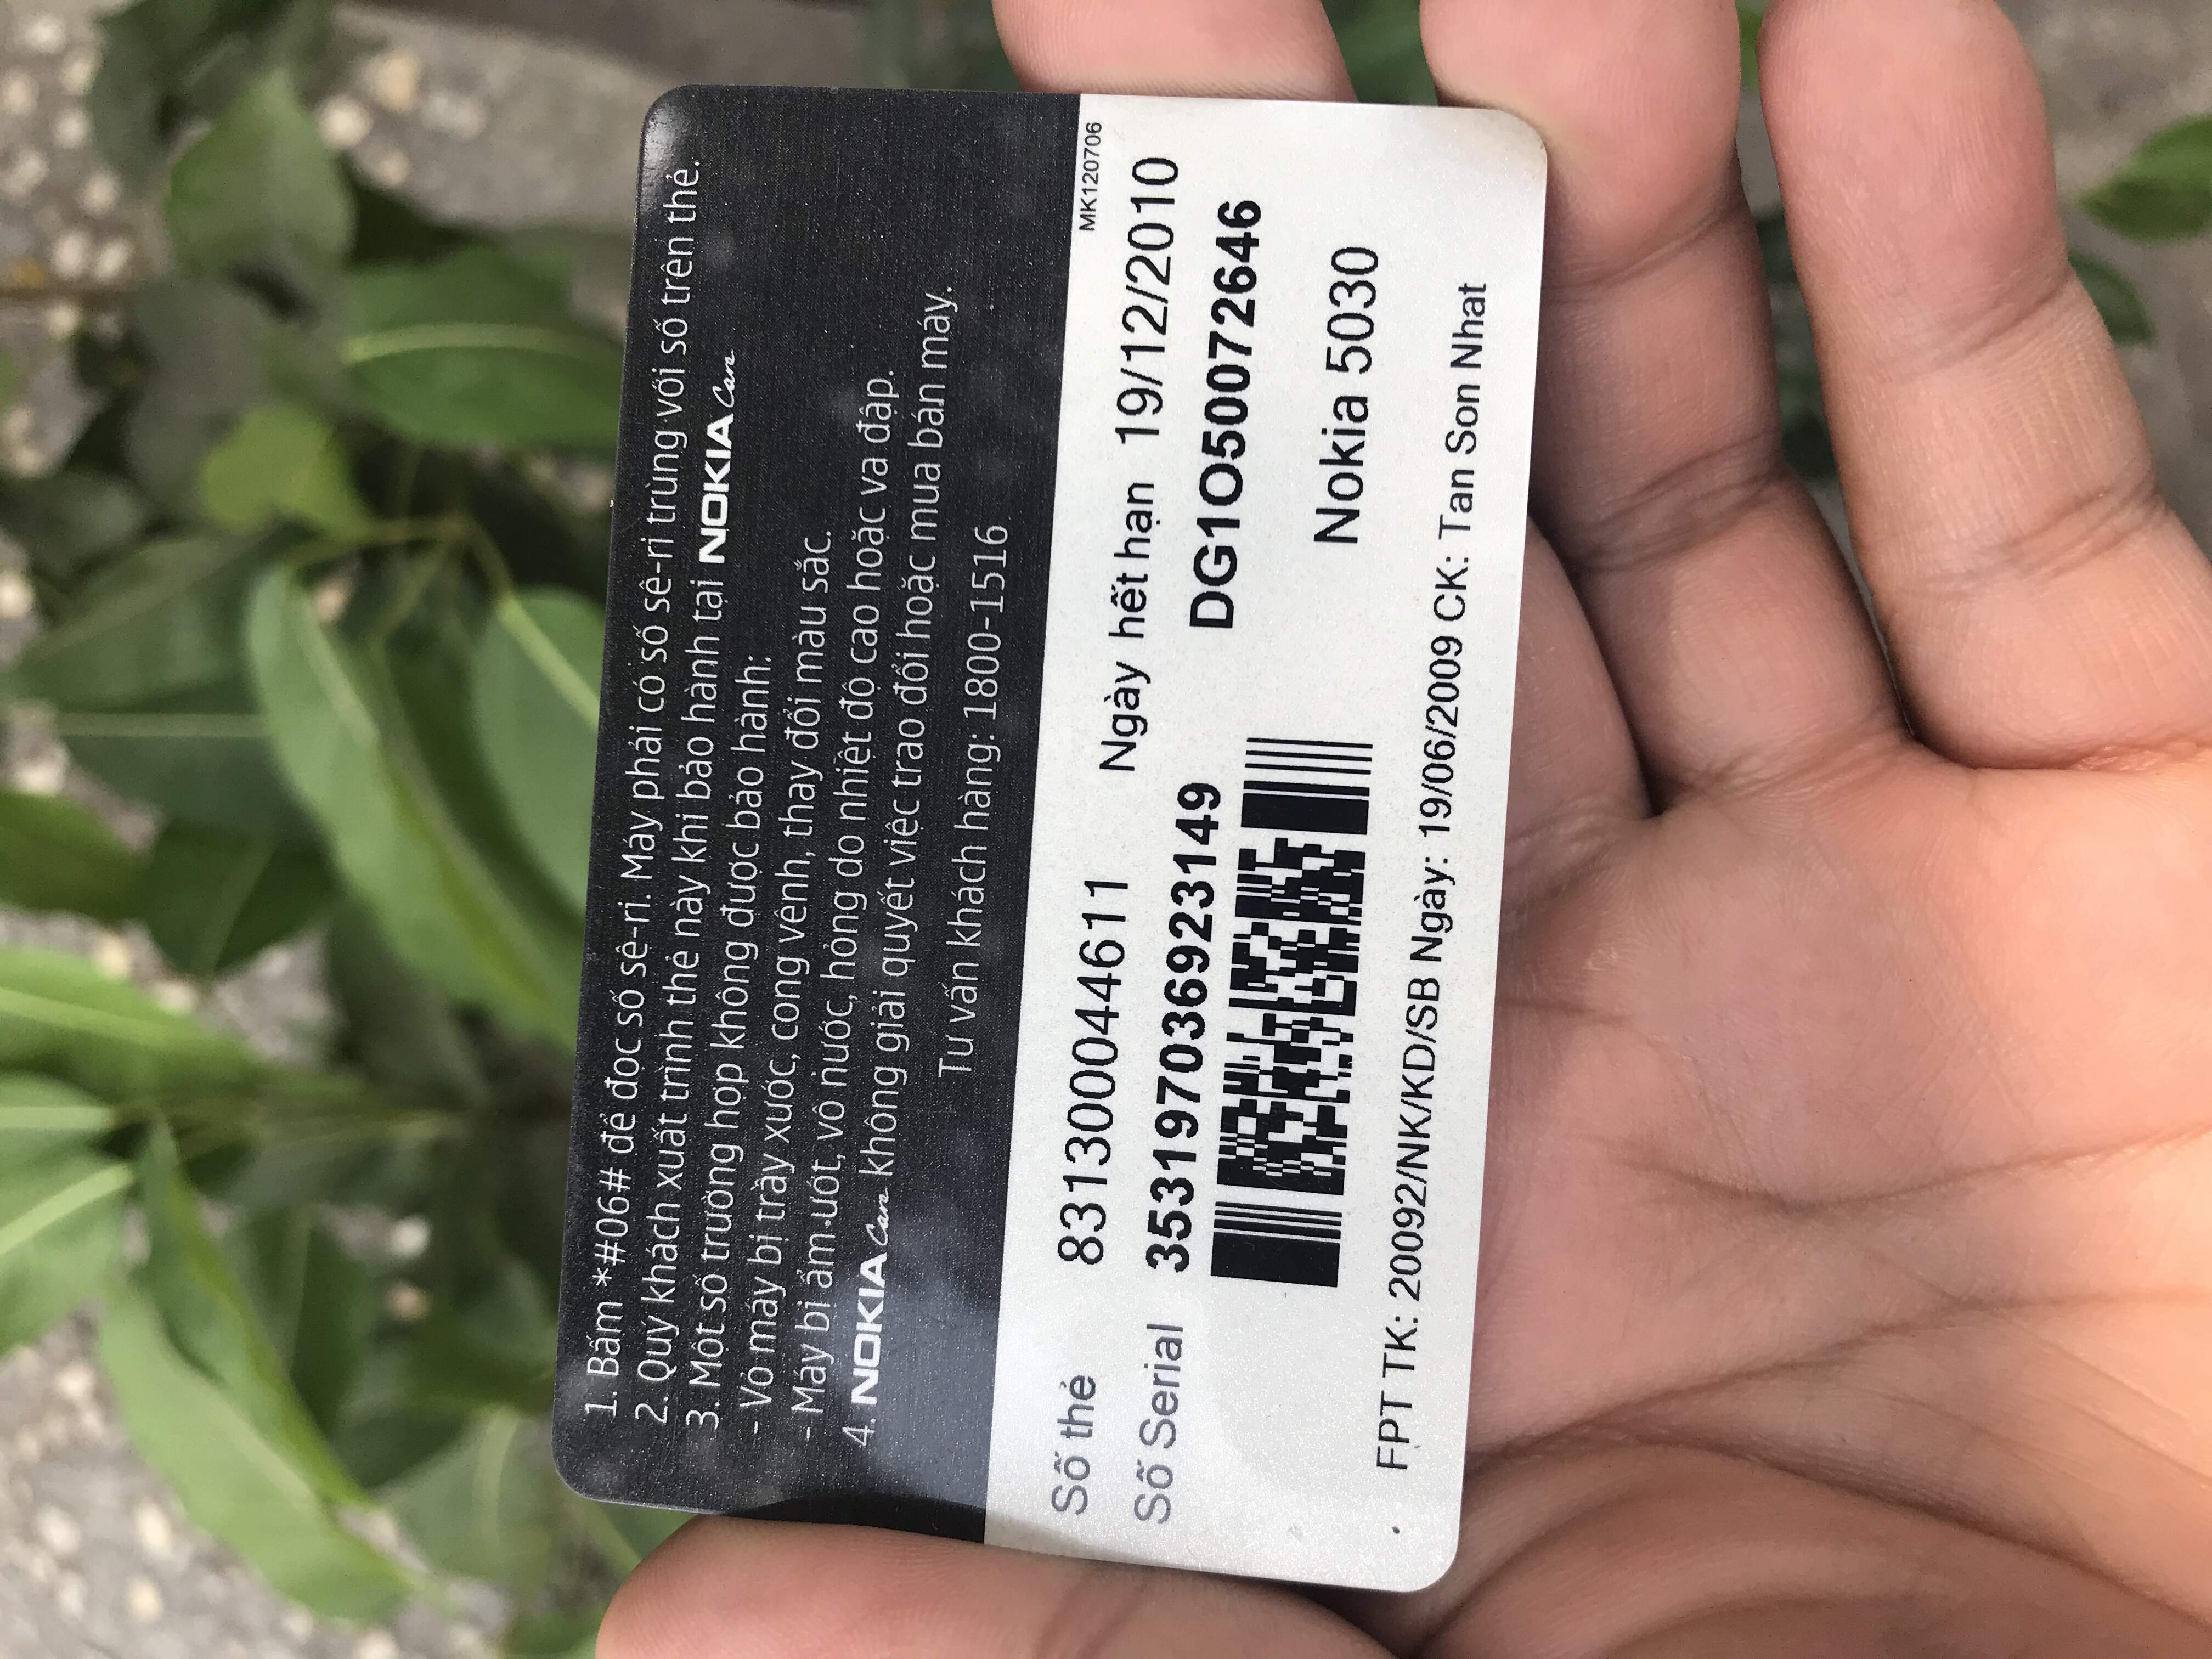 1. Bấm *#06# để đọc số sê-ri. Máy phải có số sê-ri trùng với số trên thẻ.
2. Quý khách xuất trình thẻ này khi bảo hành tại NOKIA Care
3. Một số trường hợp không được bảo hành:
- Vỏ máy bị trầy xước, cong vênh, thay đổi màu sắc.
- Máy bị ẩm ướt, vô nước, hỏng do nhiệt độ cao hoặc va đập.
4. NOKIA Care không giải quyết việc trao đổi hoặc mua bán máy.
Tư vấn khách hàng: 1800-1516
MK120706
Số thẻ 8313000044611 Ngày hết hạn 19/12/2010
Số Serial 353197036923149 DG1O50072646
Nokia 5030
FPT TK: 20092/NK/KD/SB Ngày: 19/06/2009 CK: Tan Son Nhat